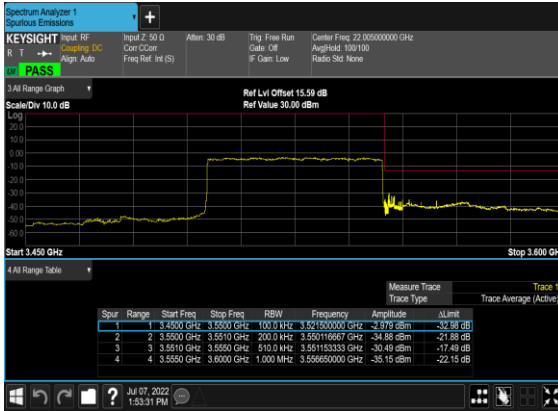 Spectrum Analyzer 1
Spurious Emissions
+
KEYSIGHT Input: RF Input Z: 50 Ω Atten: 30 dB Trig: Free Run Center Freq: 22.005000000 GHz
R T Coupling: DC Corr CCorr Gate: Off Avg|Hold: 100/100
Align: Auto Freq Ref: Int (S) IF Gain: Low Radio Std: None
PASS
3 All Range Graph Ref Lvl Offset 15.59 dB
Scale/Div 10.0 dB Ref Value 30.00 dBm
Log
20.0
10.0
0.00
-10.0
-20.0
-30.0
-40.0
-50.0
-60.0
Start 3.450 GHz Stop 3.600 GH
4 All Range Table
Measure Trace Trace 1
Trace Type Trace Average (Active)
Spur Range Start Freq Stop Freq RBW Frequency Amplitude ΔLimit
1 1 3.4500 GHz 3.5500 GHz 100.0 kHz 3.521500000 GHz -2.979 dBm -32.98 dB
2 2 3.5500 GHz 3.5510 GHz 200.0 kHz 3.550116667 GHz -34.88 dBm -21.88 dB
3 3 3.5510 GHz 3.5550 GHz 510.0 kHz 3.551153333 GHz -30.49 dBm -17.49 dB
4 4 3.5550 GHz 3.6000 GHz 1.000 MHz 3.556650000 GHz -35.15 dBm -22.15 dB
? Jul 07, 2022
1:53:31 PM